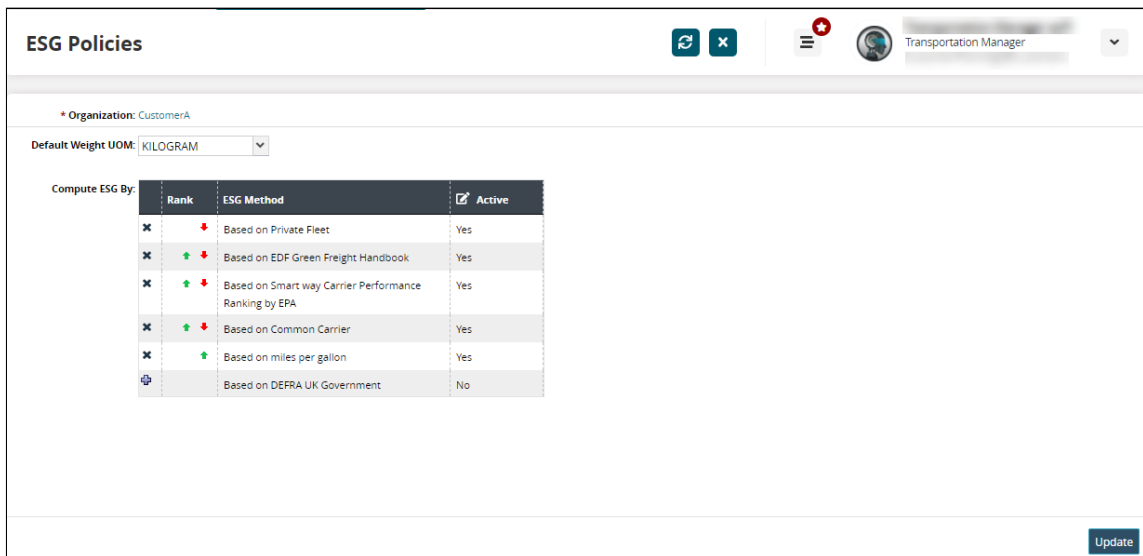 ESG Policies
Transportation Manager
* Organization: CustomerA
Default Weight UOM: KILOGRAM
Compute ESG By:
Rank ESG Method Active
Based on Private Fleet Yes
Based on EDF Green Freight Handbook Yes
Based on Smart way Carrier Performance Yes
Ranking by EPA
Based on Common Carrier Yes
Based on miles per gallon Yes
Based on DEFRA UK Government No
Update